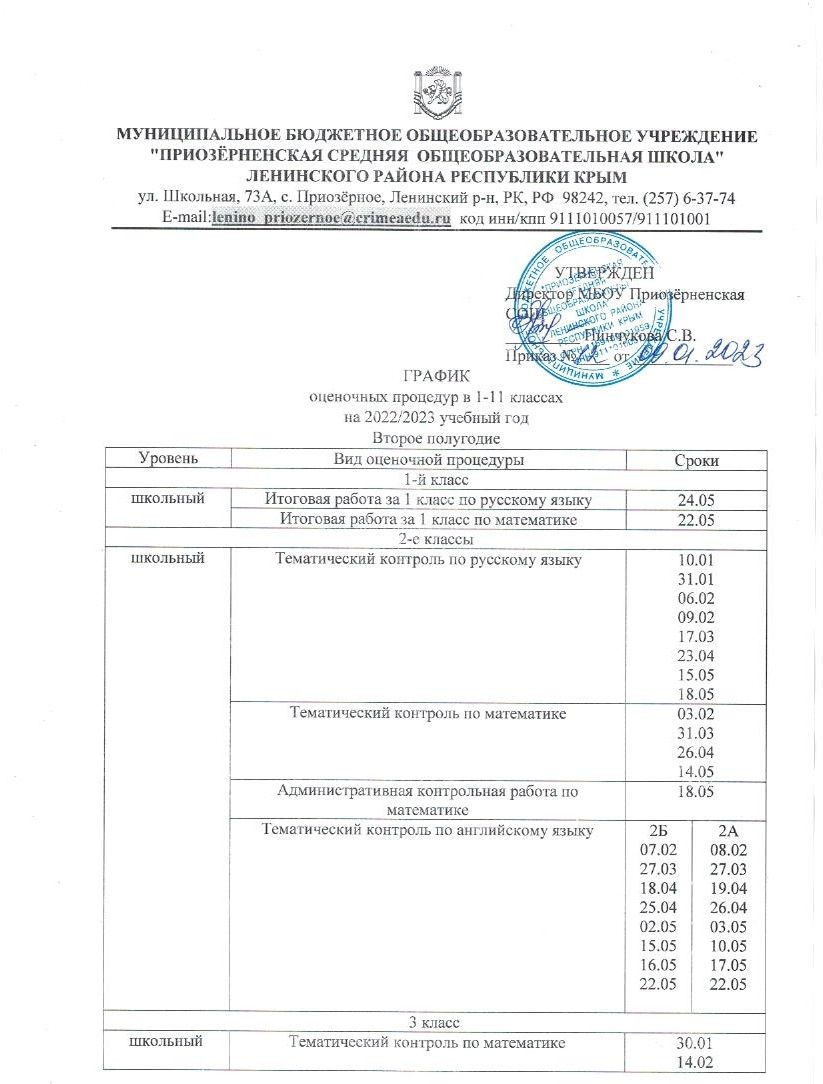 МУНИЦИПАЛЬНОЕ БЮДЖЕТНОЕ ОБЩЕОБРАЗОВАТЕЛЬНОЕ УЧРЕЖДЕНИЕ
"ПРИОЗЁРНЕНСКАЯ СРЕДНЯЯ ОБЩЕОБРАЗОВАТЕЛЬНАЯ ШКОЛА"
ЛЕНИНСКОГО РАЙОНА РЕСПУБЛИКИ КРЫМ
ул. Школьная, 73А, с. Приозёрное, Ленинский р-н, РК, РФ 98242, тел. (257) 6-37-74
E-mail:lenino_priozernoe@crimeaedu.ru код инн/кпп 9111010057/911101001
УТВЕРЖДЕН
Директор МБОУ Приозёрненская
СОШ
Пинчукова С.В.
Приказ № от 09.01.2023
ГРАФИК
оценочных процедур в 1-11 классах
на 2022/2023 учебный год
Второе полугодие
Уровень Вид оценочной процедуры Сроки
1-й класс
школьный Итоговая работа за 1 класс по русскому языку 24.05
Итоговая работа за 1 класс по математике 22.05
2-е классы
школьный Тематический контроль по русскому языку 10.01
31.01
06.02
09.02
17.03
23.04
15.05
18.05
Тематический контроль по математике 03.02
31.03
26.04
14.05
Административная контрольная работа по 18.05
математике
Тематический контроль по английскому языку 2Б 2А
07.02 08.02
27.03 27.03
18.04 19.04
25.04 26.04
02.05 03.05
15.05 10.05
16.05 17.05
22.05 22.05
3 класс
школьный Тематический контроль по математике 30.01
14.02